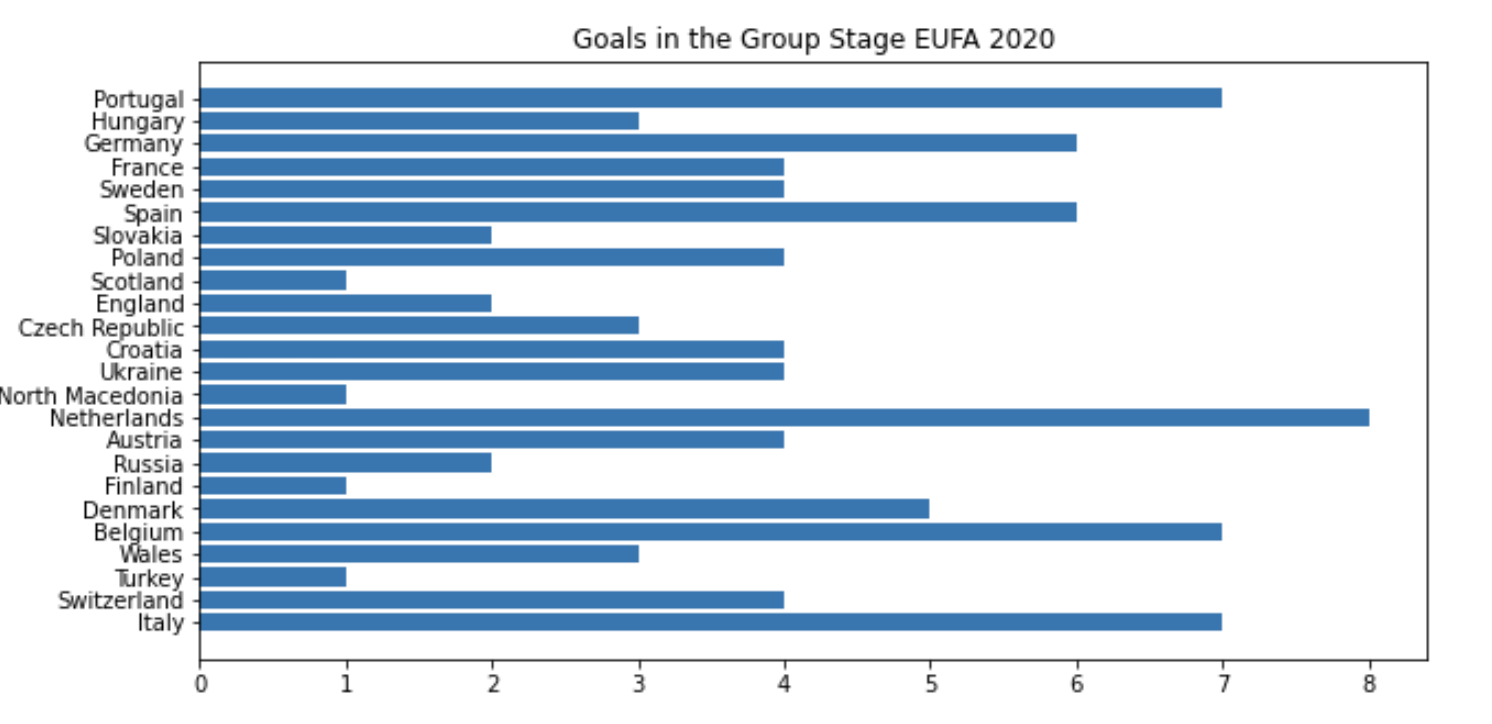 Goals in the Group Stage EUFA 2020
Portugal
Hungary
Germany
France
Sweden
Spain
Slovakia
Poland
Scotland
England
Czech Republic
Croatia
Ukraine
North Macedonia
Netherlands
Austria
Russia
Finland
Denmark
Belgium
Wales
Turkey
Switzerland
Italy
0 1 2 3 4 5 6 7 8